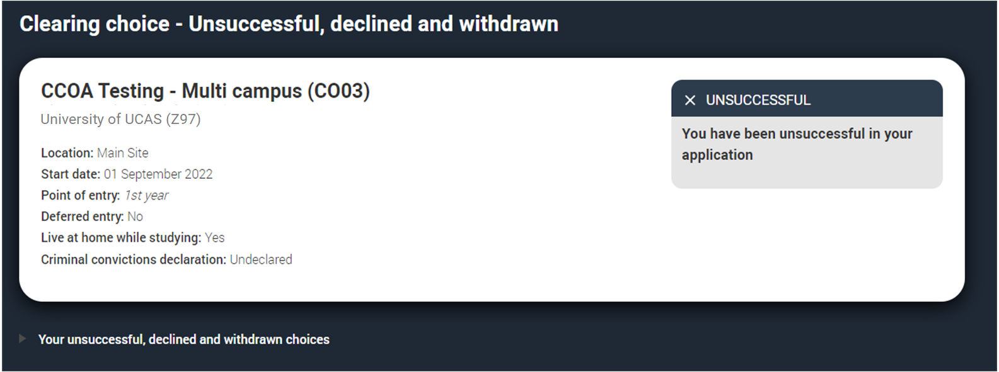 Clearing choice - Unsuccessful, declined and withdrawn
CCOA Testing - Multi campus (CO03)
University of UCAS (Z97)
Location: Main Site
Start date: 01 September 2022
Point of entry: 1st year
Deferred entry: No
Live at home while studying: Yes
Criminal convictions declaration: Undeclared
UNSUCCESSFUL
You have been unsuccessful in your
application
Your unsuccessful, declined and withdrawn choices